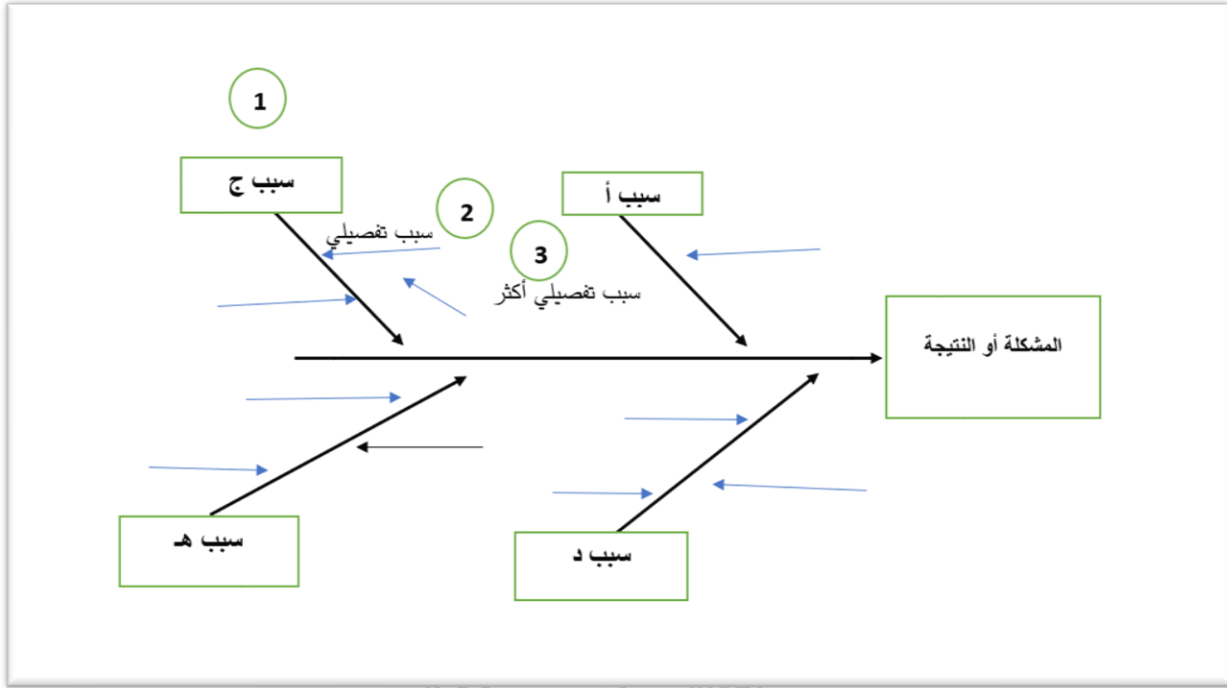 1
سبب ج
سبب أ
2
سبب تفصيلي
3
سبب تفصيلي أكثر
المشكلة أو النتيجة
سبب هـ
سبب د